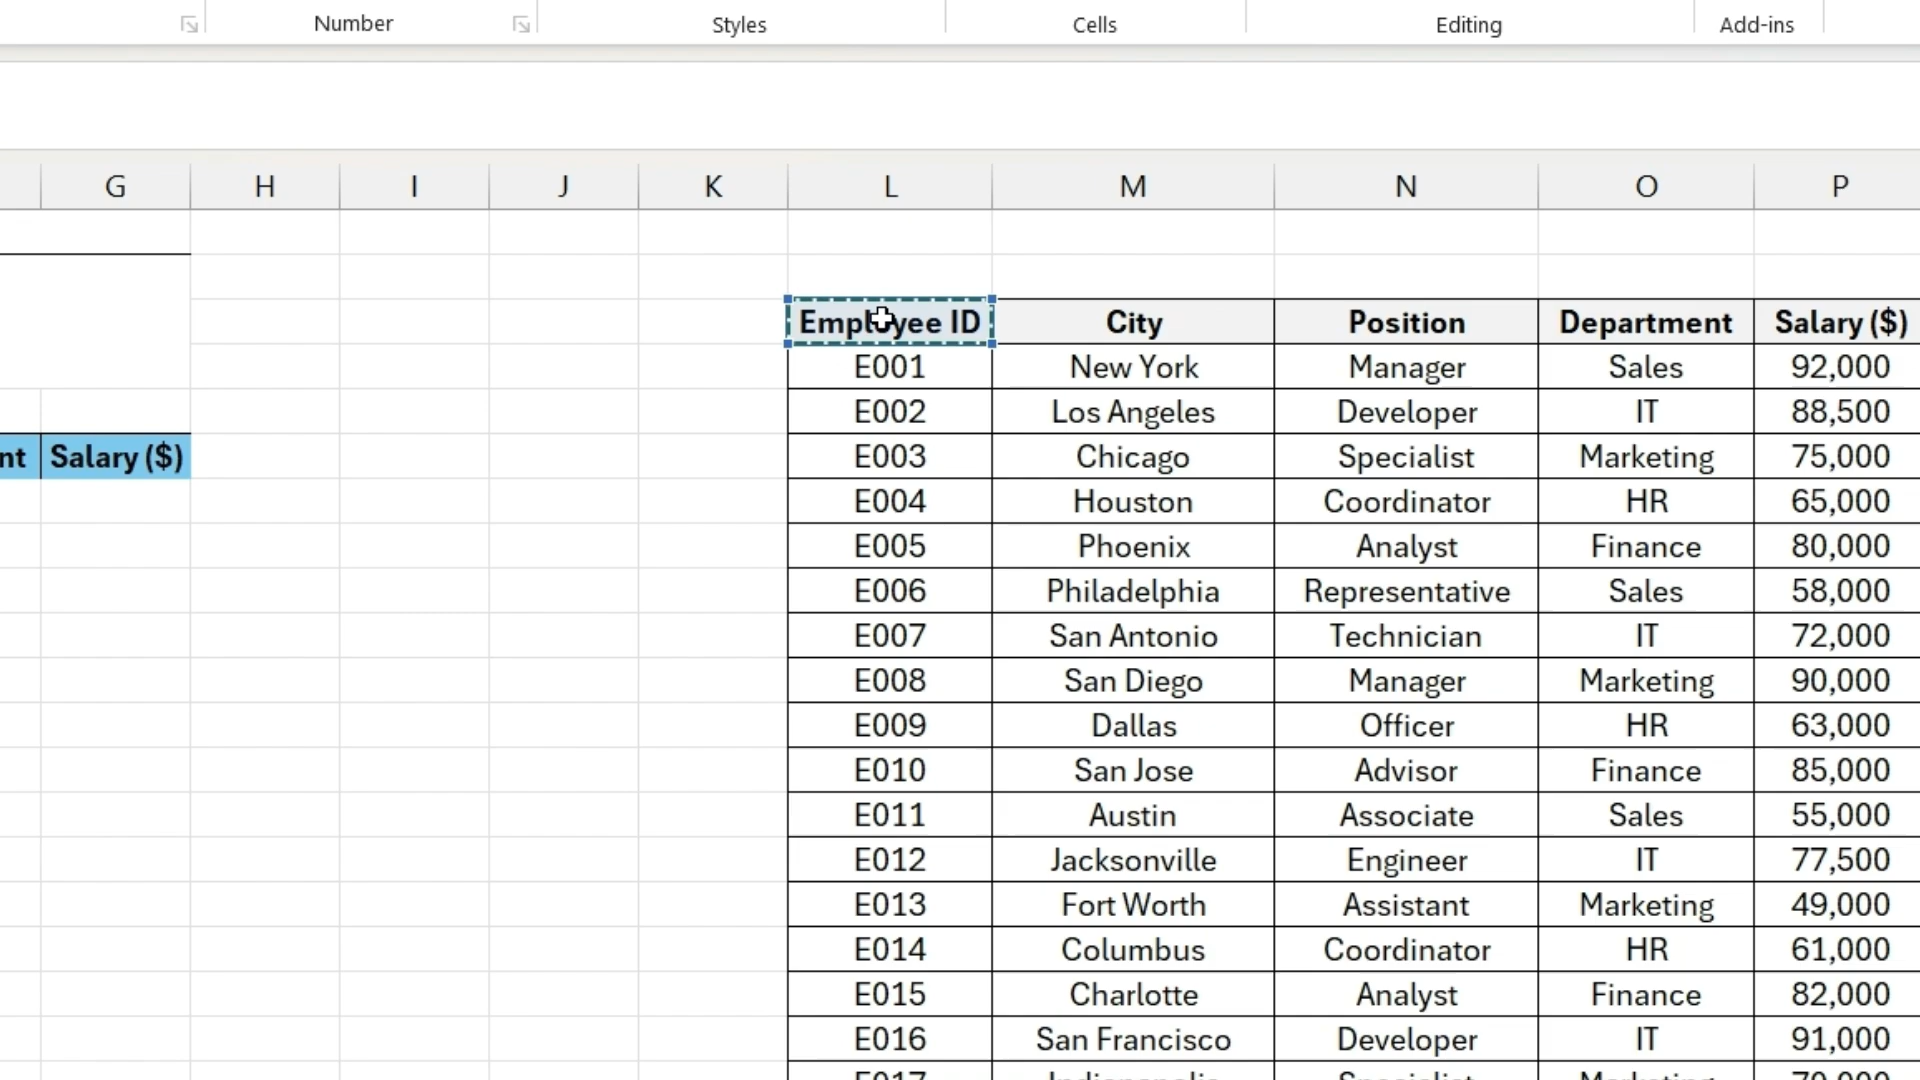 Number Styles Cells Editing Add-ins
G H I J K L M N O P
Employee ID City Position Department Salary ($)
E001 New York Manager Sales 92,000
E002 Los Angeles Developer IT 88,500
nt Salary ($) E003 Chicago Specialist Marketing 75,000
E004 Houston Coordinator HR 65,000
E005 Phoenix Analyst Finance 80,000
E006 Philadelphia Representative Sales 58,000
E007 San Antonio Technician IT 72,000
E008 San Diego Manager Marketing 90,000
E009 Dallas Officer HR 63,000
E010 San Jose Advisor Finance 85,000
E011 Austin Associate Sales 55,000
E012 Jacksonville Engineer IT 77,500
E013 Fort Worth Assistant Marketing 49,000
E014 Columbus Coordinator HR 61,000
E015 Charlotte Analyst Finance 82,000
E016 San Francisco Developer IT 91,000